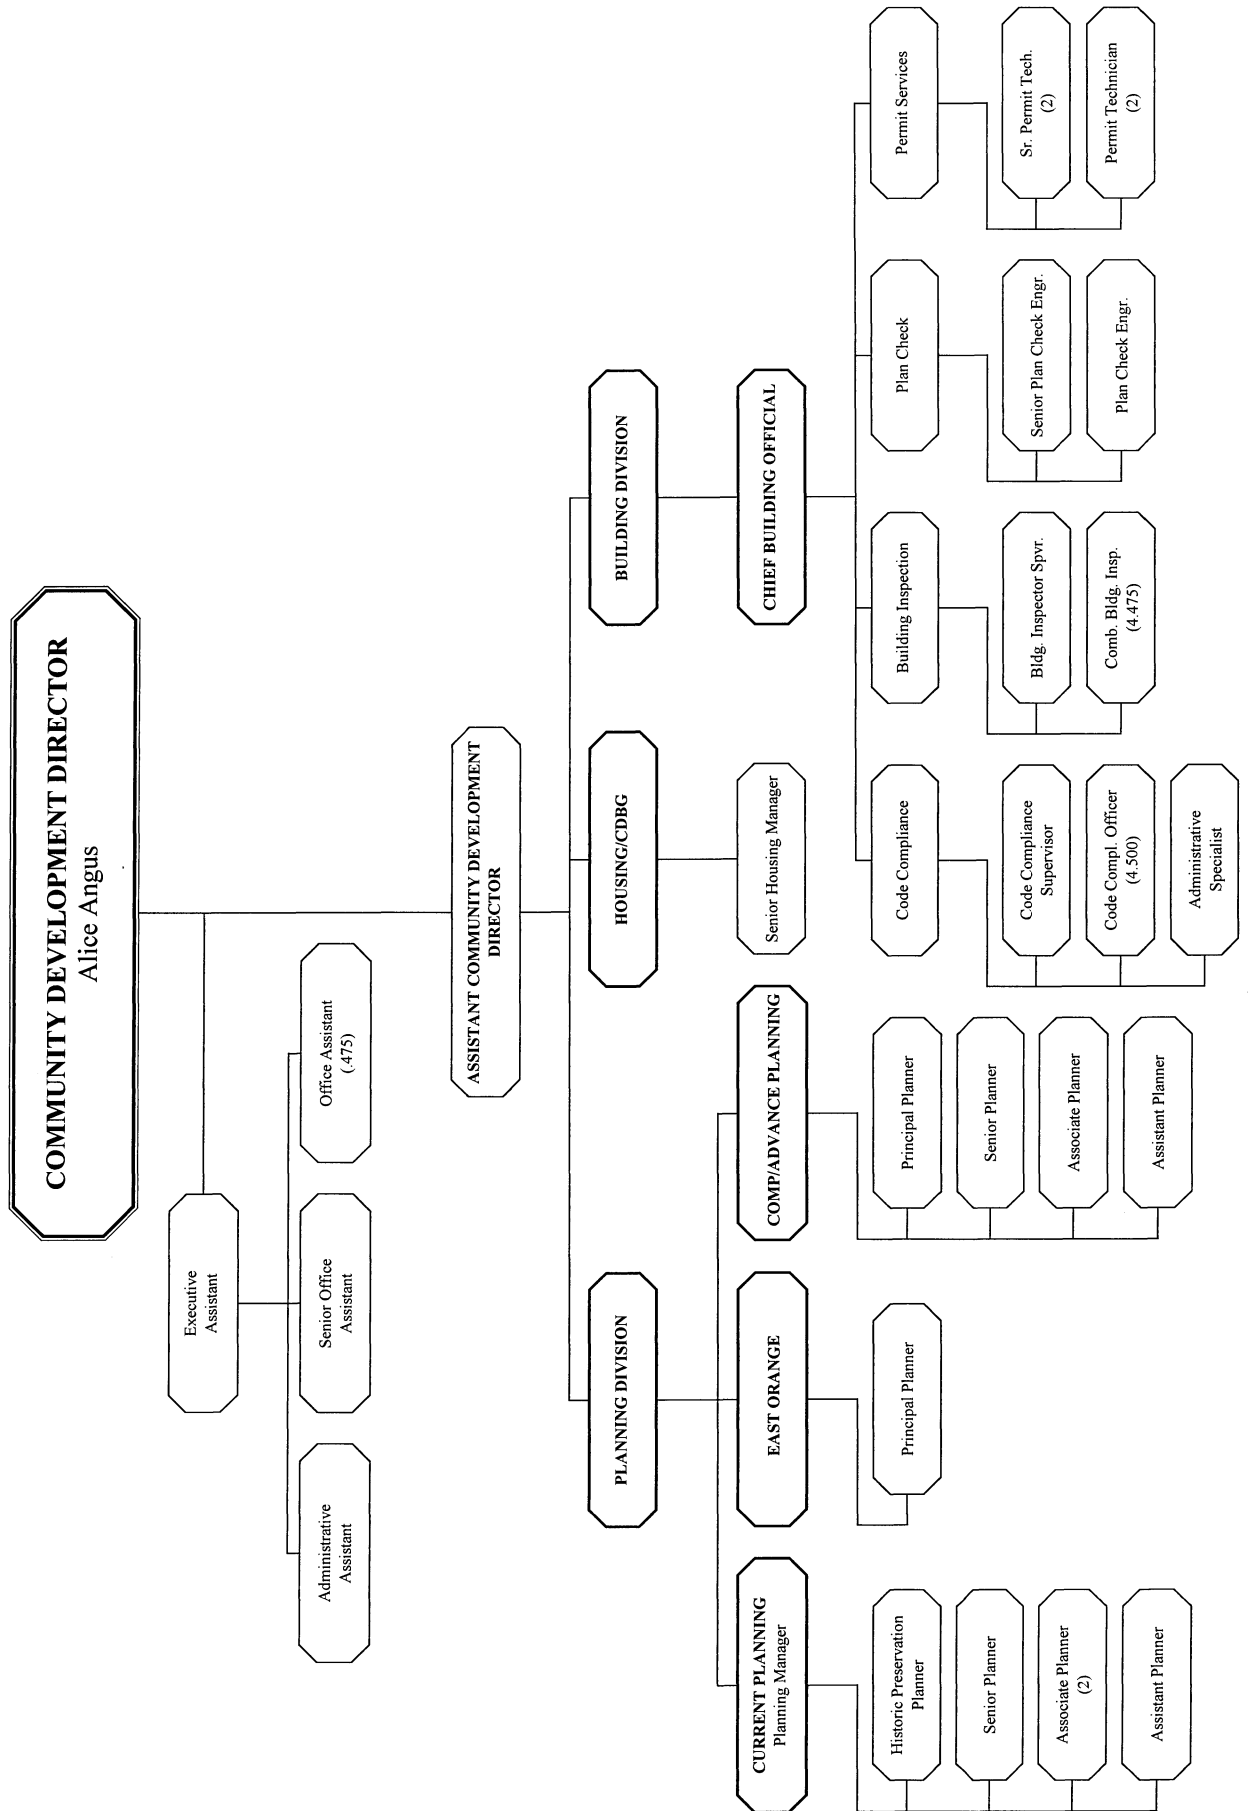 COMMUNITY DEVELOPMENT DIRECTOR
Alice Angus
Executive
Assistant
Administrative
Assistant
Senior Office
Assistant
Office Assistant
(.475)
ASSISTANT COMMUNITY DEVELOPMENT
DIRECTOR
PLANNING DIVISION
HOUSING/CDBG
BUILDING DIVISION
CURRENT PLANNING
Planning Manager
EAST ORANGE
COMP/ADVANCE PLANNING
Senior Housing Manager
CHIEF BUILDING OFFICIAL
Historic Preservation
Planner
Senior Planner
Associate Planner
(2)
Assistant Planner
Principal Planner
Principal Planner
Senior Planner
Associate Planner
Assistant Planner
Code Compliance
Code Compliance
Supervisor
Code Compl. Officer
(4.500)
Administrative
Specialist
Building Inspection
Bldg. Inspector Spvr.
Comb. Bldg. Insp.
(4.475)
Plan Check
Senior Plan Check Engr.
Plan Check Engr.
Permit Services
Sr. Permit Tech.
(2)
Permit Technician
(2)